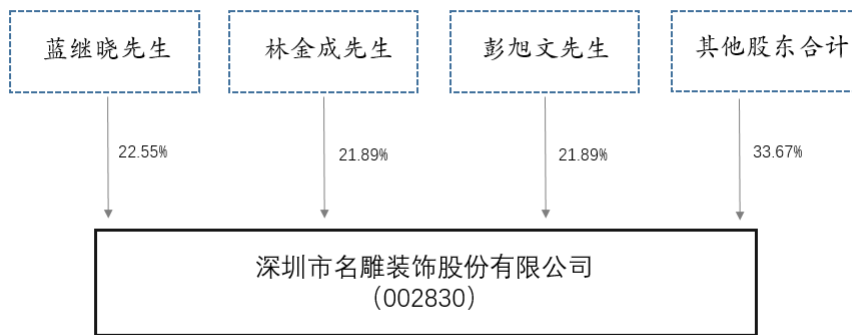 蓝继晓先生
林金成先生
彭旭文先生
其他股东合计
22.55%
21.89%
21.89%
33.67%
深圳市名雕装饰股份有限公司
（002830）